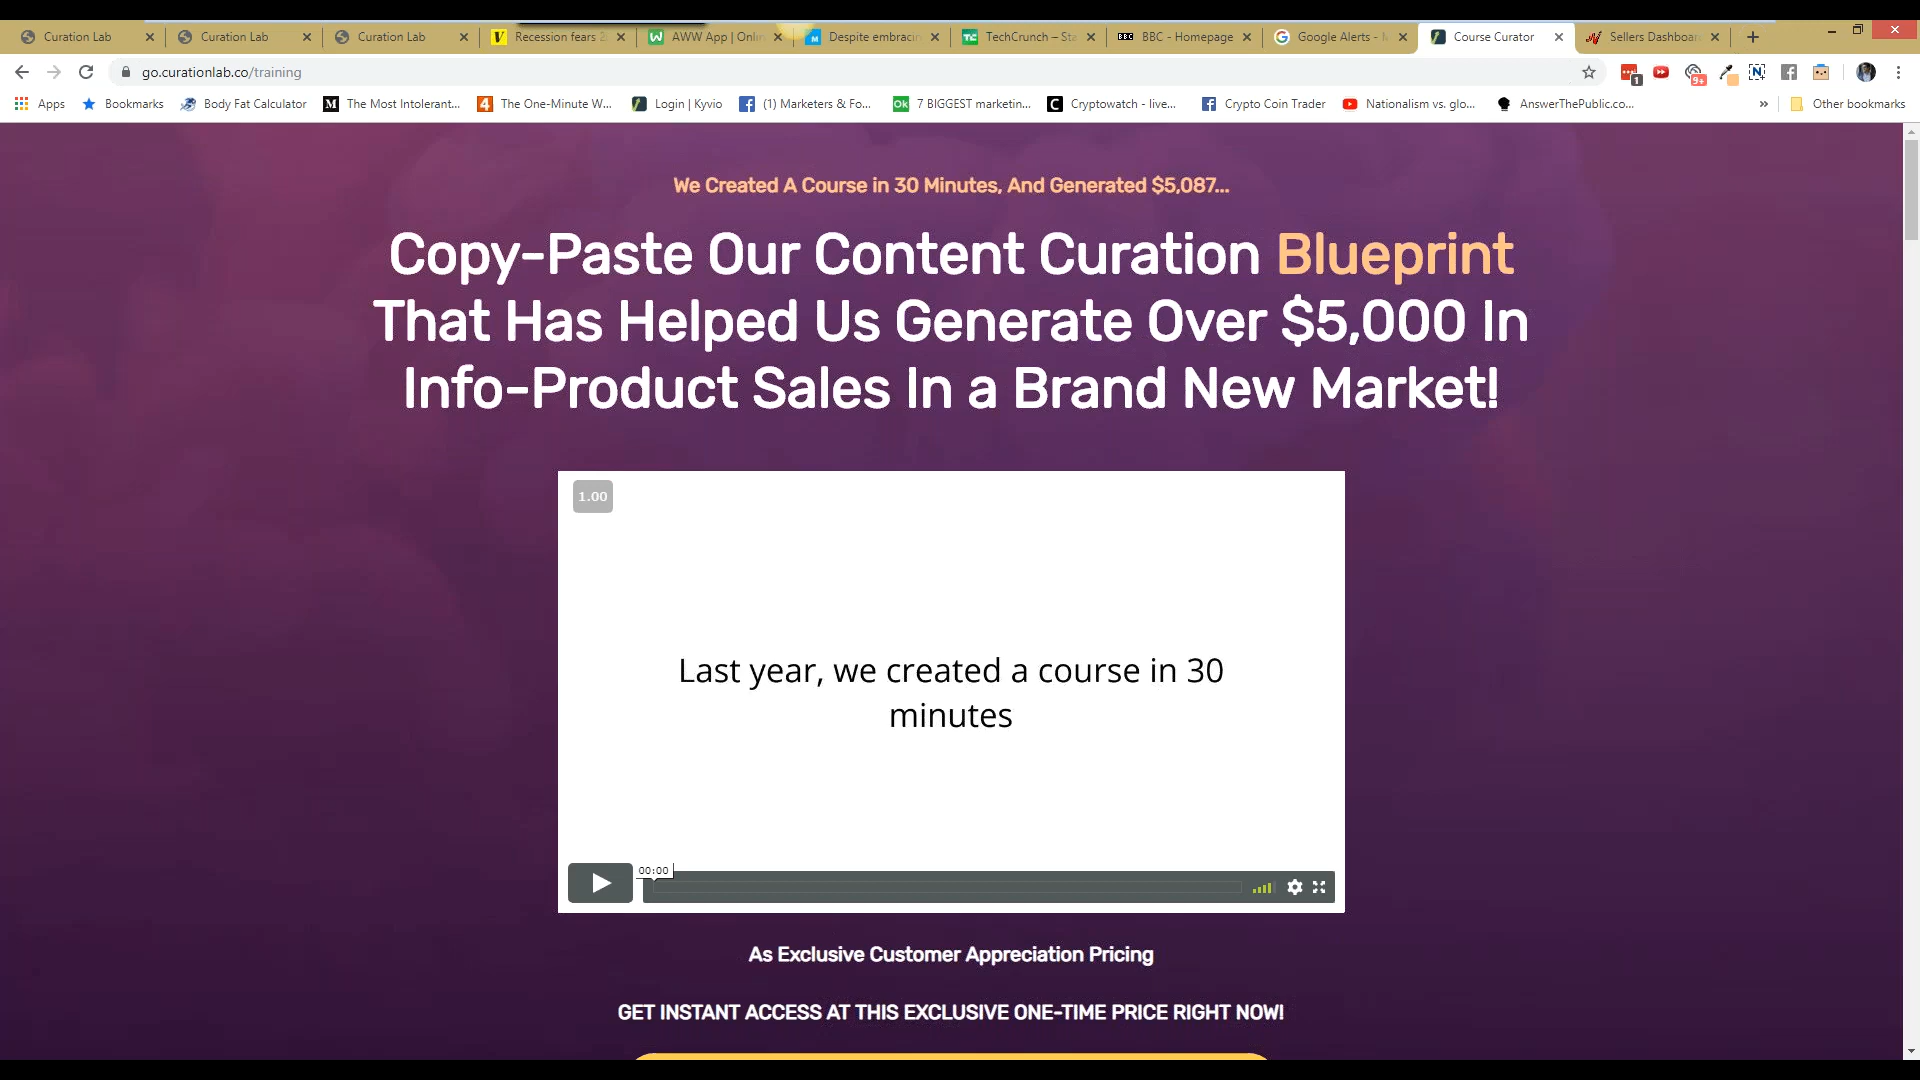 Curation Lab
Curation Lab
Curation Lab
Recession fears 2
AWW App | Onlin
Despite embracin
TechCrunch – Sta
BBC - Homepage
Google Alerts -
Course Curator
Sellers Dashboar
go.curationlab.co/training
1
9+
Apps
Bookmarks
Body Fat Calculator
The Most Intolerant...
The One-Minute W...
Login | Kyvio
(1) Marketers & Fo...
7 BIGGEST marketin...
Cryptowatch - live...
Crypto Coin Trader
Nationalism vs. glo...
AnswerThePublic.co...
»
Other bookmarks
We Created A Course in 30 Minutes, And Generated $5,087...
Copy-Paste Our Content Curation Blueprint
That Has Helped Us Generate Over $5,000 In
Info-Product Sales In a Brand New Market!
1.00
Last year, we created a course in 30
minutes
00:00
As Exclusive Customer Appreciation Pricing
GET INSTANT ACCESS AT THIS EXCLUSIVE ONE-TIME PRICE RIGHT NOW!